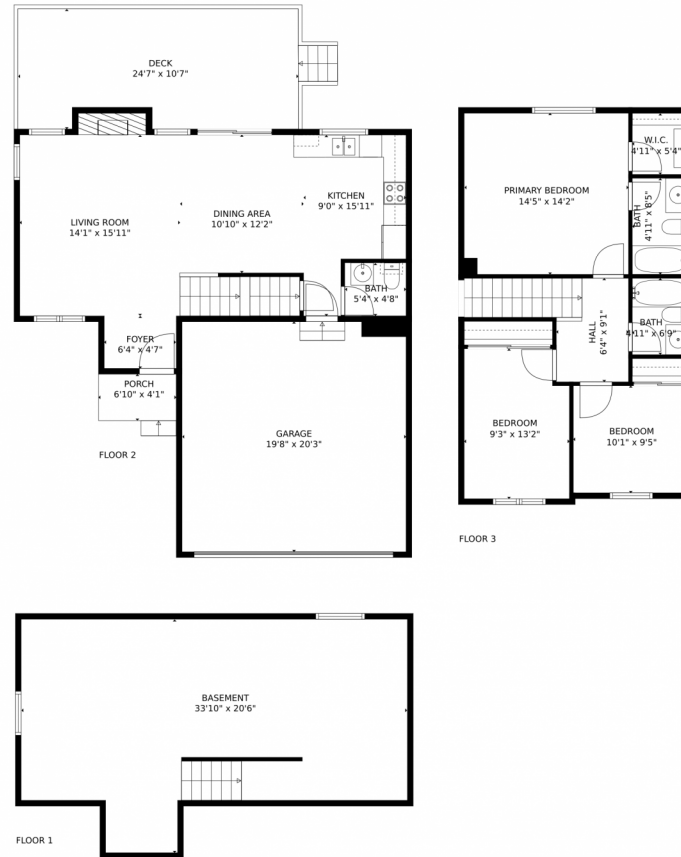 DECK
24'7" x 10'7"
KITCHEN
9'0" x 15'11"
LIVING ROOM
14'1" x 15'11"
DINING AREA
10'10" x 12'2"
BATH
5'4" x 4'8"
FOYER
6'4" x 4'7"
PORCH
6'10" x 4'1"
GARAGE
19'8" x 20'3"
FLOOR 2
W.I.C.
4'11" x 5'4"
PRIMARY BEDROOM
14'5" x 14'2"
BATH
4'11" x 8'5"
HALL
6'4" x 9'1"
BATH
4'11" x 6'9"
BEDROOM
9'3" x 13'2"
BEDROOM
10'1" x 9'5"
FLOOR 3
BASEMENT
33'10" x 20'6"
FLOOR 1